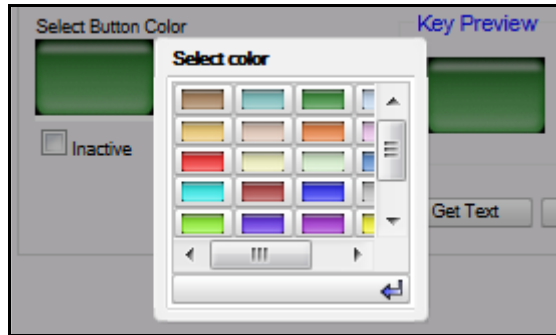 Select Button Color
Key Preview
Select color
Inactive
Get Text